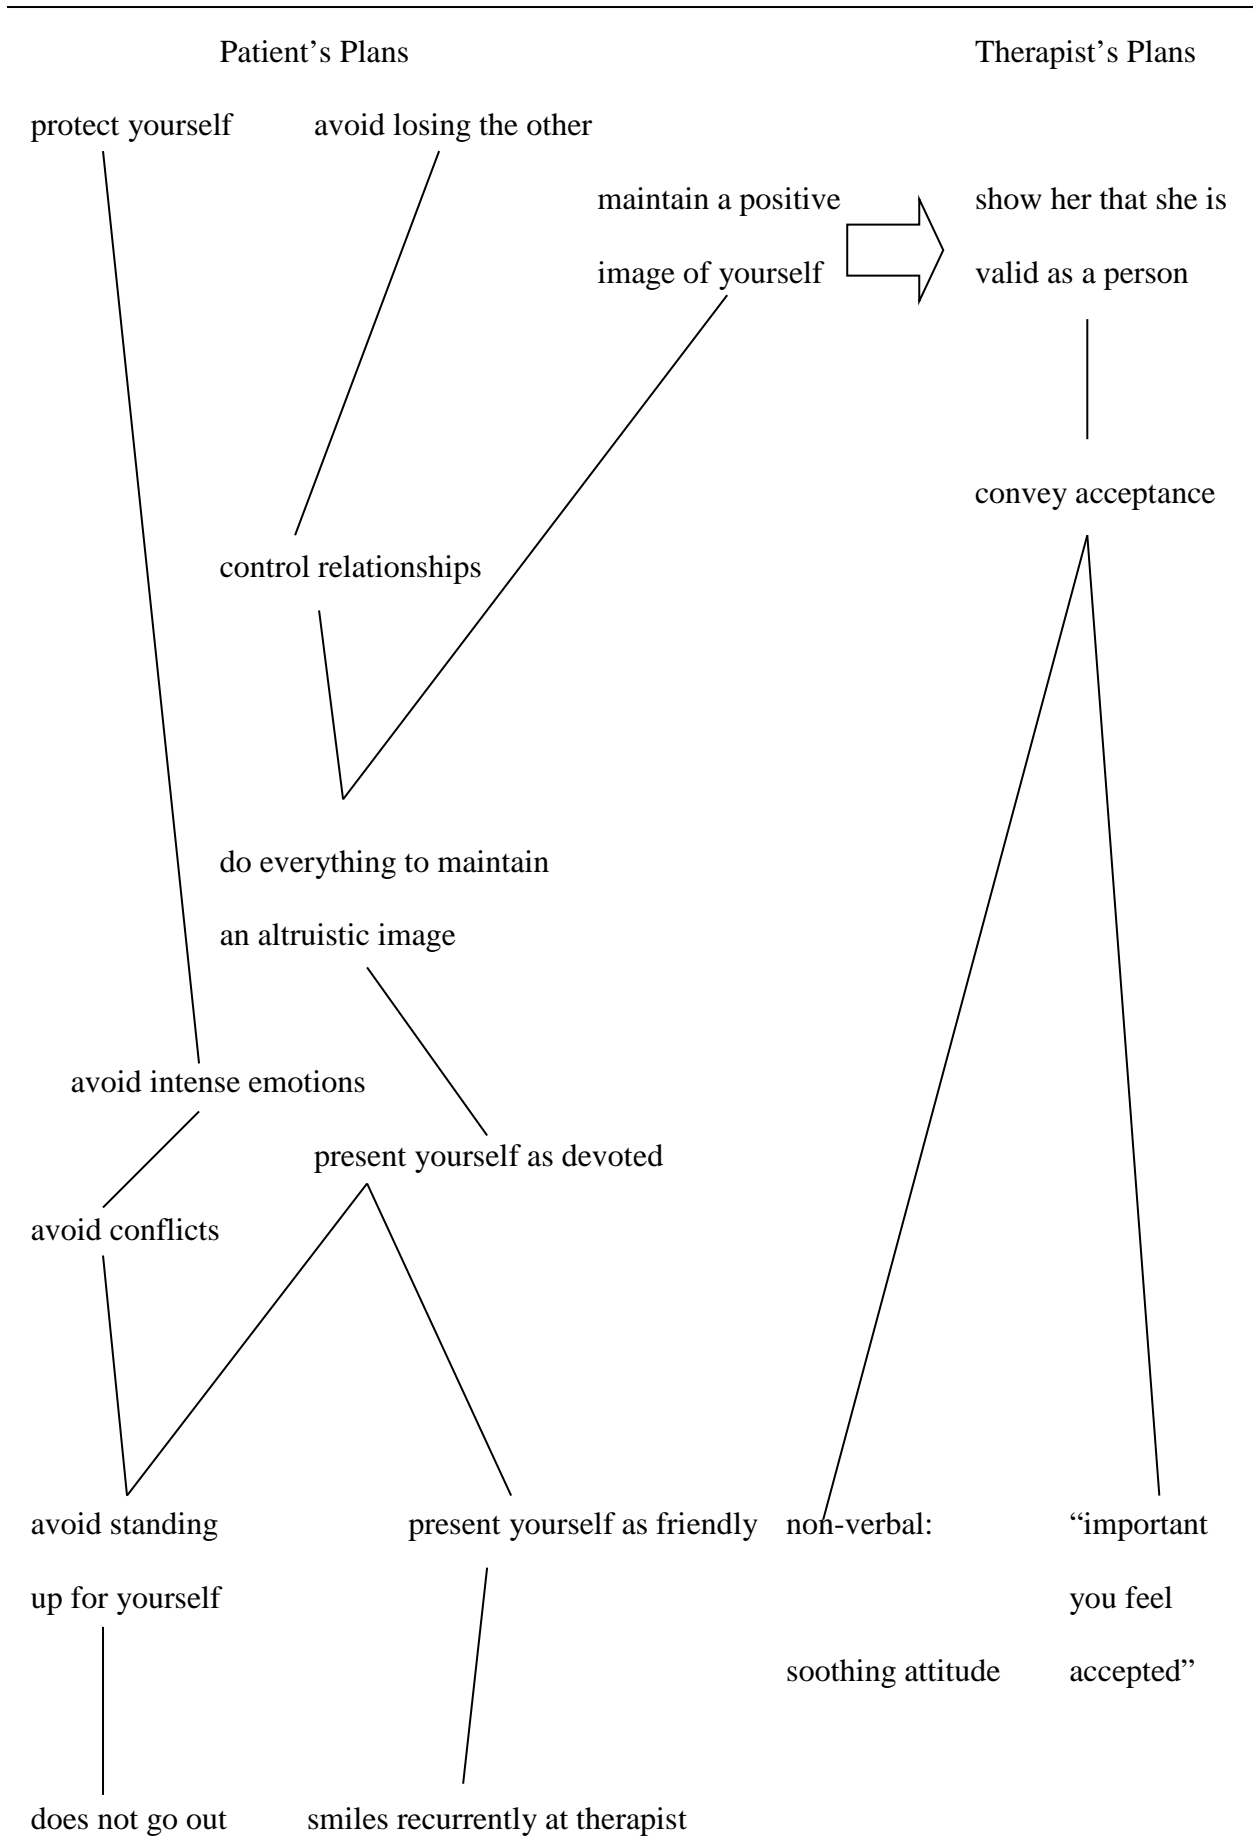 Patient’s Plans
Therapist’s Plans
protect yourself
avoid losing the other
maintain a positive
image of yourself
show her that she is
valid as a person
convey acceptance
control relationships
do everything to maintain
an altruistic image
avoid intense emotions
present yourself as devoted
avoid conflicts
avoid standing
up for yourself
present yourself as friendly
non-verbal:
soothing attitude
“important
you feel
accepted”
does not go out
smiles recurrently at therapist